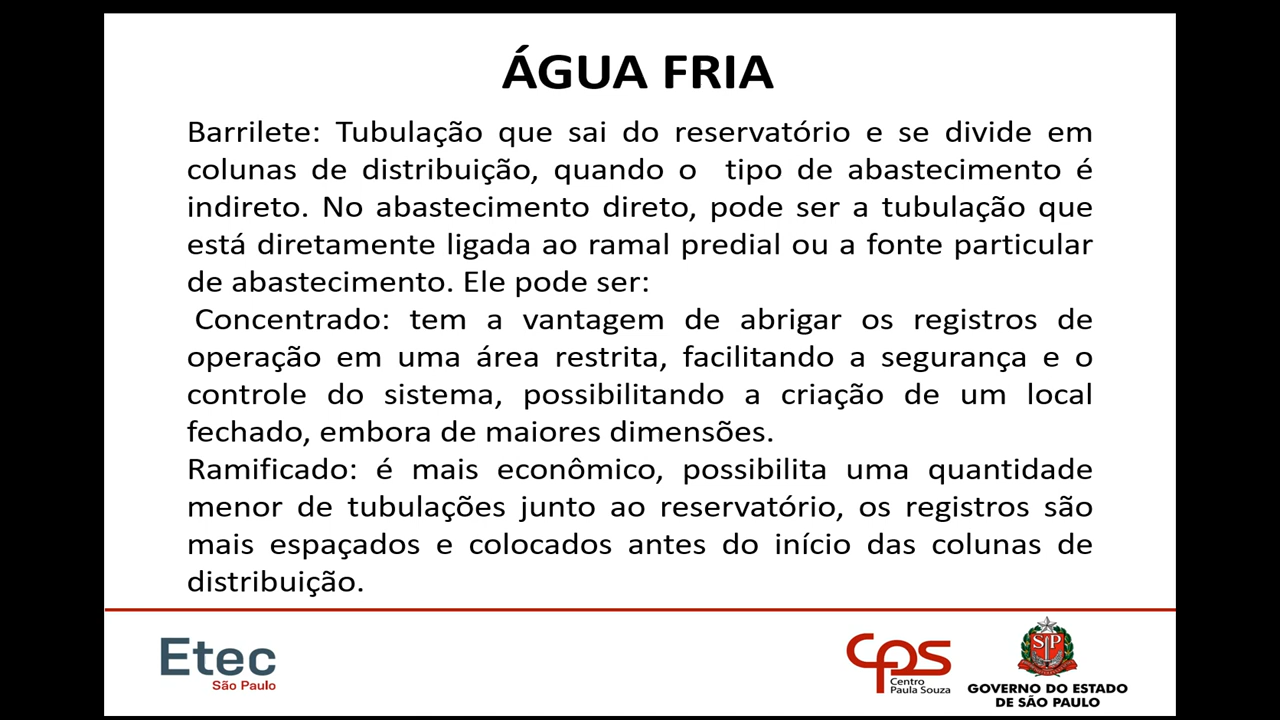 ÁGUA FRIA
Barrilete: Tubulação que sai do reservatório e se divide em
colunas de distribuição, quando o tipo de abastecimento é
indireto. No abastecimento direto, pode ser a tubulação que
está diretamente ligada ao ramal predial ou a fonte particular
de abastecimento. Ele pode ser:
Concentrado: tem a vantagem de abrigar os registros de
operação em uma área restrita, facilitando a segurança e o
controle do sistema, possibilitando a criação de um local
fechado, embora de maiores dimensões.
Ramificado: é mais econômico, possibilita uma quantidade
menor de tubulações junto ao reservatório, os registros são
mais espaçados e colocados antes do início das colunas de
distribuição.
Etec
São Paulo
cps
Centro
Paula Souza
SP
GOVERNO DO ESTADO
DE SÃO PAULO